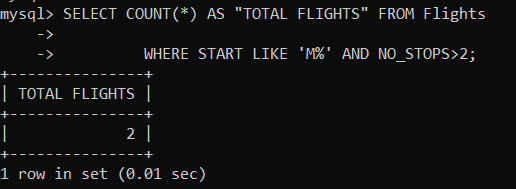 mysql> SELECT COUNT(*) AS "TOTAL FLIGHTS" FROM Flights
    ->
    ->          WHERE START LIKE 'M%' AND NO_STOPS>2;
+---------------+
| TOTAL FLIGHTS |
+---------------+
|             2 |
+---------------+
1 row in set (0.01 sec)